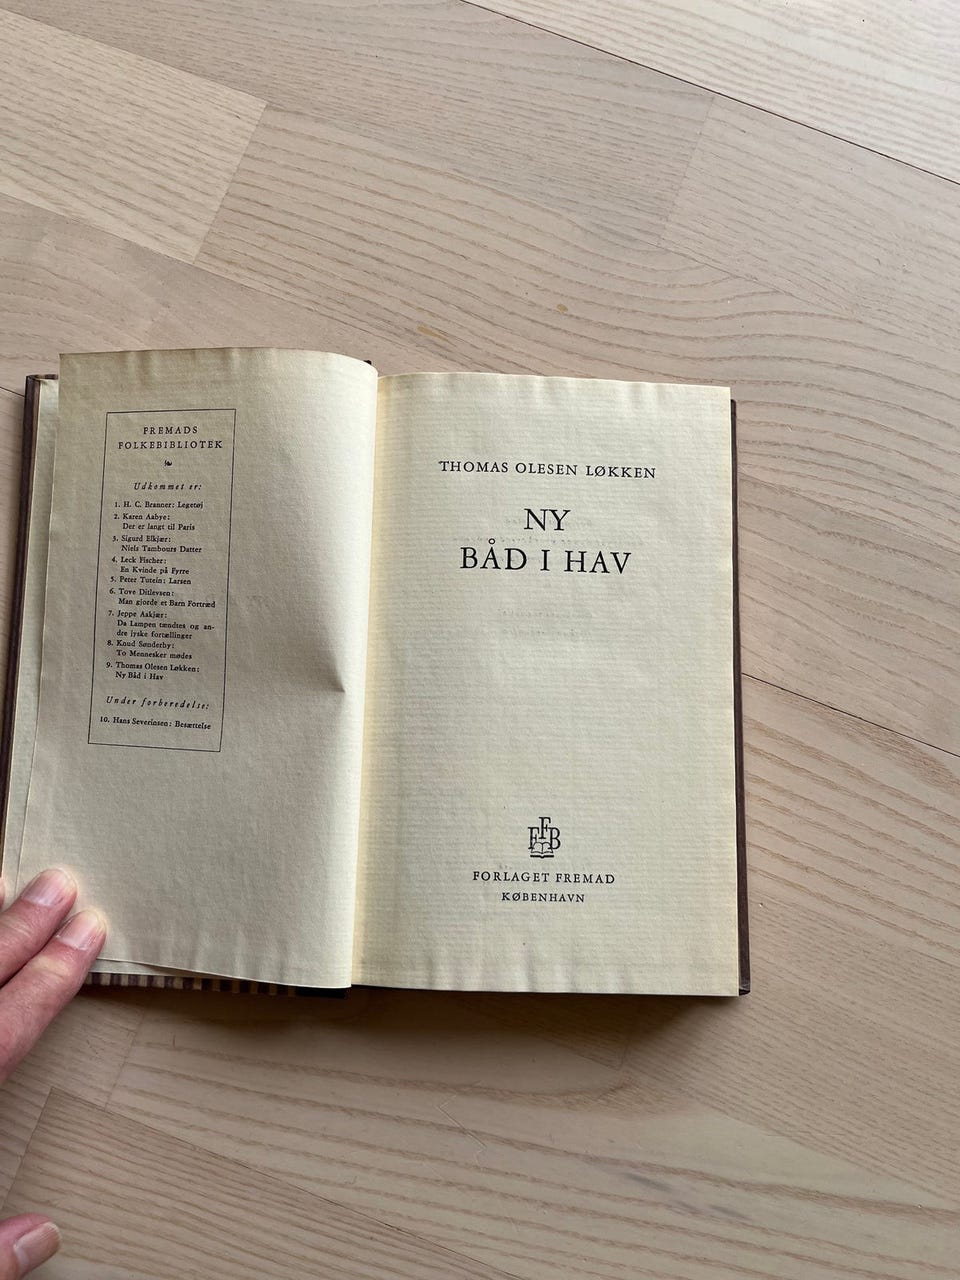 FREMADS
FOLKEBIBLIOTEK
Udkommet er:
1. H. C. Branner: Legetøj
2. Karen Aabye:
Der er langt til Paris
3. Sigurd Elkjær:
Niels Tambours Datter
4. Leck Fischer:
En Kvinde på Fyrre
5. Peter Tutein: Larsen
6. Tove Ditlevsen:
Man gjorde et Barn Fortræd
7. Jeppe Aakjær:
Da Lampen tændtes og an-
dre jyske fortællinger
8. Knud Sønderby:
To Mennesker mødes
9. Thomas Olesen Løkken:
Ny Båd i Hav
Under forberedelse:
10. Hans Severinsen: Besættelse
THOMAS OLESEN LØKKEN
NY
BÅD I HAV
FFB
FORLAGET FREMAD
KØBENHAVN